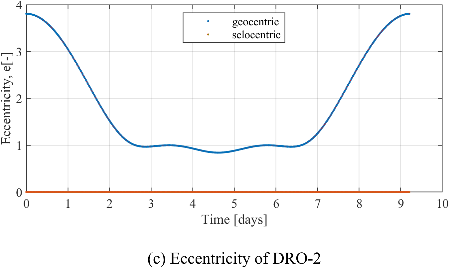 4
3
2
1
0
Eccentricity, e[-]
geocentric
selocentric
0 1 2 3 4 5 6 7 8 9 10
Time [days]
(c) Eccentricity of DRO-2